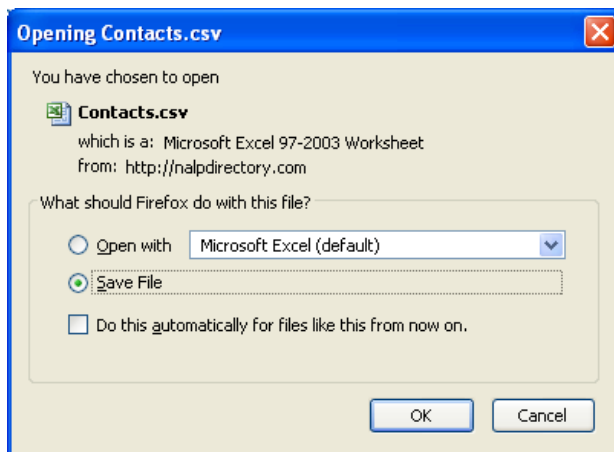 Opening Contacts.csv
You have chosen to open
Contacts.csv
which is a: Microsoft Excel 97-2003 Worksheet
from: http://nalpdirectory.com
What should Firefox do with this file?
Open with Microsoft Excel (default)
Save File
Do this automatically for files like this from now on.
OK Cancel